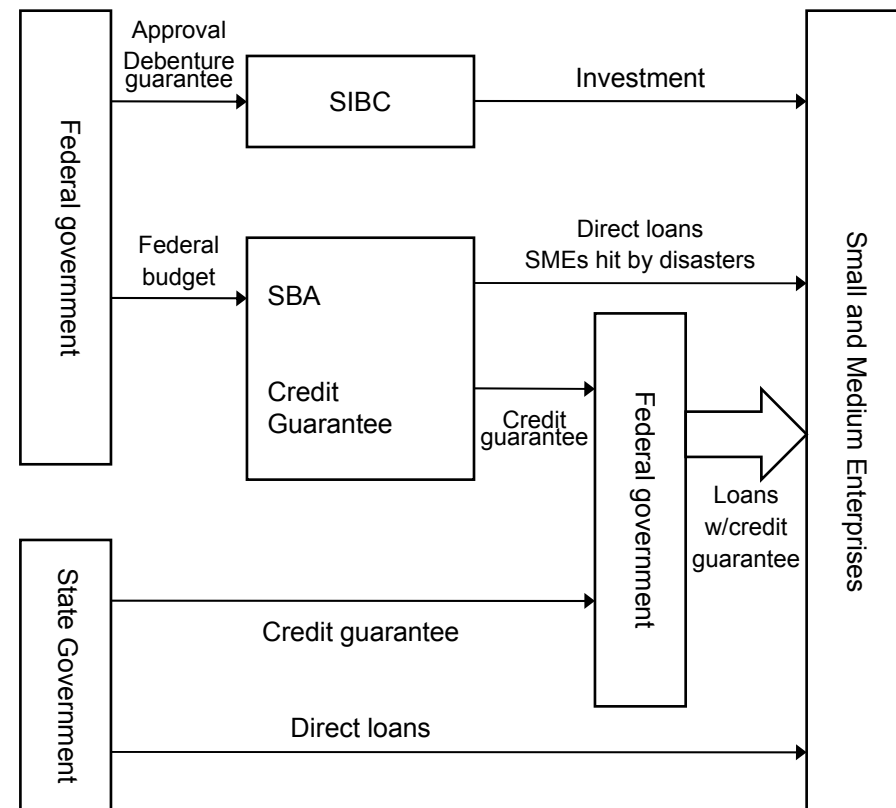 Approval
Debenture
guarantee
SIBC
Investment
Federal government
Federal
budget
SBA
Credit
Guarantee
Direct loans
SMEs hit by disasters
Credit
guarantee
Federal government
Loans
w/credit
guarantee
Small and Medium Enterprises
State Government
Credit guarantee
Direct loans